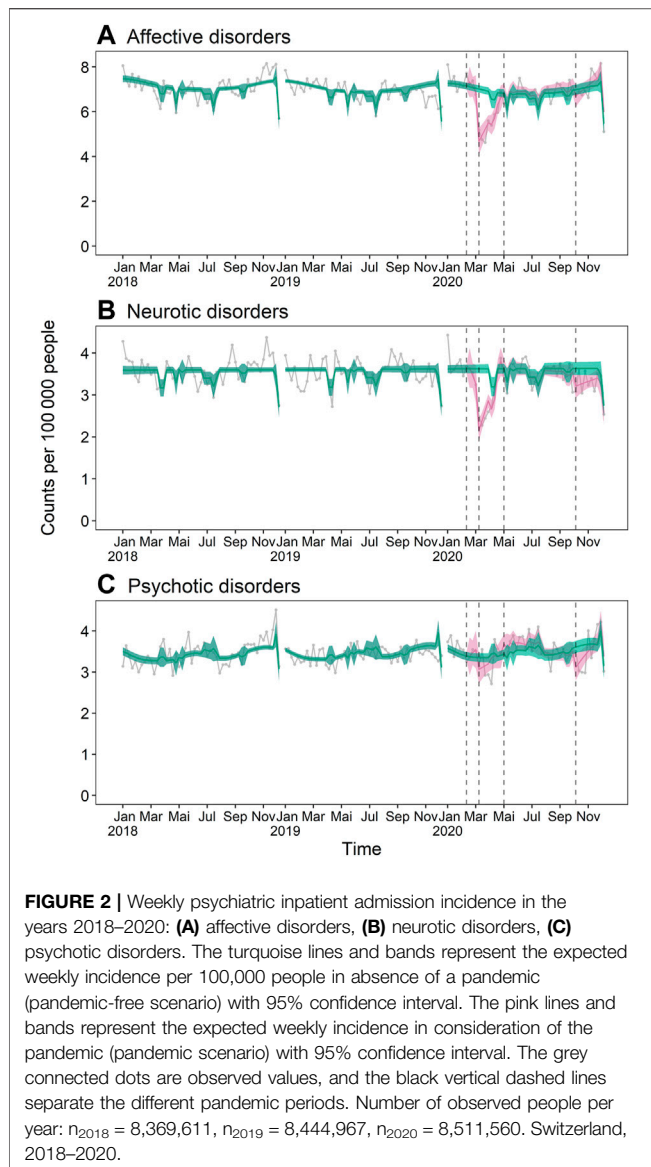 A Affective disorders
8
6
4
2
0
Jan Mar Mai Jul Sep Nov Jan Mar Mai Jul Sep Nov Jan Mar Mai Jul Sep Nov
2018 2019 2020
B Neurotic disorders
Counts per 100 000 people
4
3
2
1
0
Jan Mar Mai Jul Sep Nov Jan Mar Mai Jul Sep Nov Jan Mar Mai Jul Sep Nov
2018 2019 2020
C Psychotic disorders
4
3
2
1
0
Jan Mar Mai Jul Sep Nov Jan Mar Mai Jul Sep Nov Jan Mar Mai Jul Sep Nov
2018 2019 2020
Time
FIGURE 2 | Weekly psychiatric inpatient admission incidence in the
years 2018–2020: (A) affective disorders, (B) neurotic disorders, (C)
psychotic disorders. The turquoise lines and bands represent the expected
weekly incidence per 100,000 people in absence of a pandemic
(pandemic-free scenario) with 95% confidence interval. The pink lines and
bands represent the expected weekly incidence in consideration of the
pandemic (pandemic scenario) with 95% confidence interval. The grey
connected dots are observed values, and the black vertical dashed lines
separate the different pandemic periods. Number of observed people per
year: n2018 = 8,369,611, n2019 = 8,444,967, n2020 = 8,511,560. Switzerland,
2018–2020.